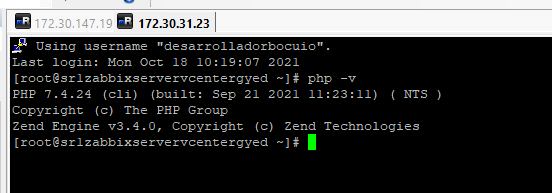 172.30.147.19
172.30.31.23
Using username "desarrolladorbocuio".
Last login: Mon Oct 18 10:19:07 2021
[root@srlzabbixservervcentergyed ~]# php -v
PHP 7.4.24 (cli) (built: Sep 21 2021 11:23:11) ( NTS )
Copyright (c) The PHP Group
Zend Engine v3.4.0, Copyright (c) Zend Technologies
[root@srlzabbixservervcentergyed ~]#